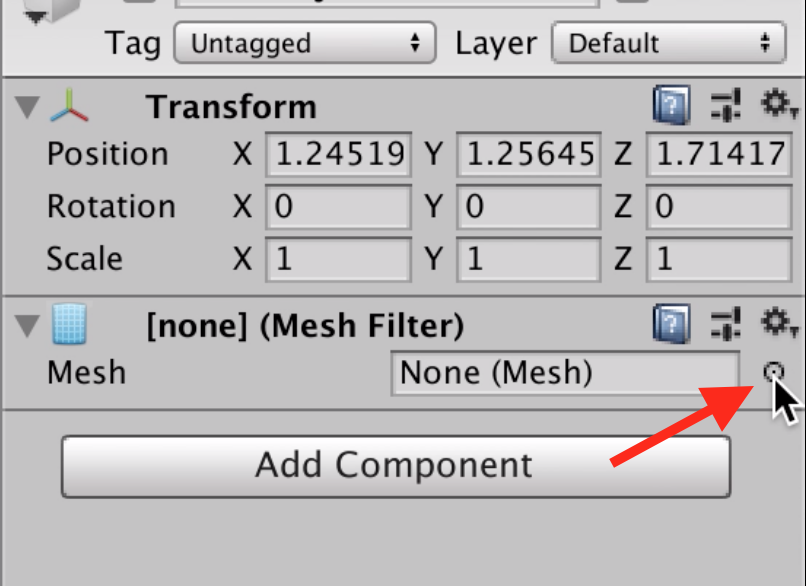 Tag Untagged Layer Default
Transform
Position X 1.24519 Y 1.25645 Z 1.71417
Rotation X 0 Y 0 Z 0
Scale X 1 Y 1 Z 1
[none] (Mesh Filter)
Mesh None (Mesh)
Add Component